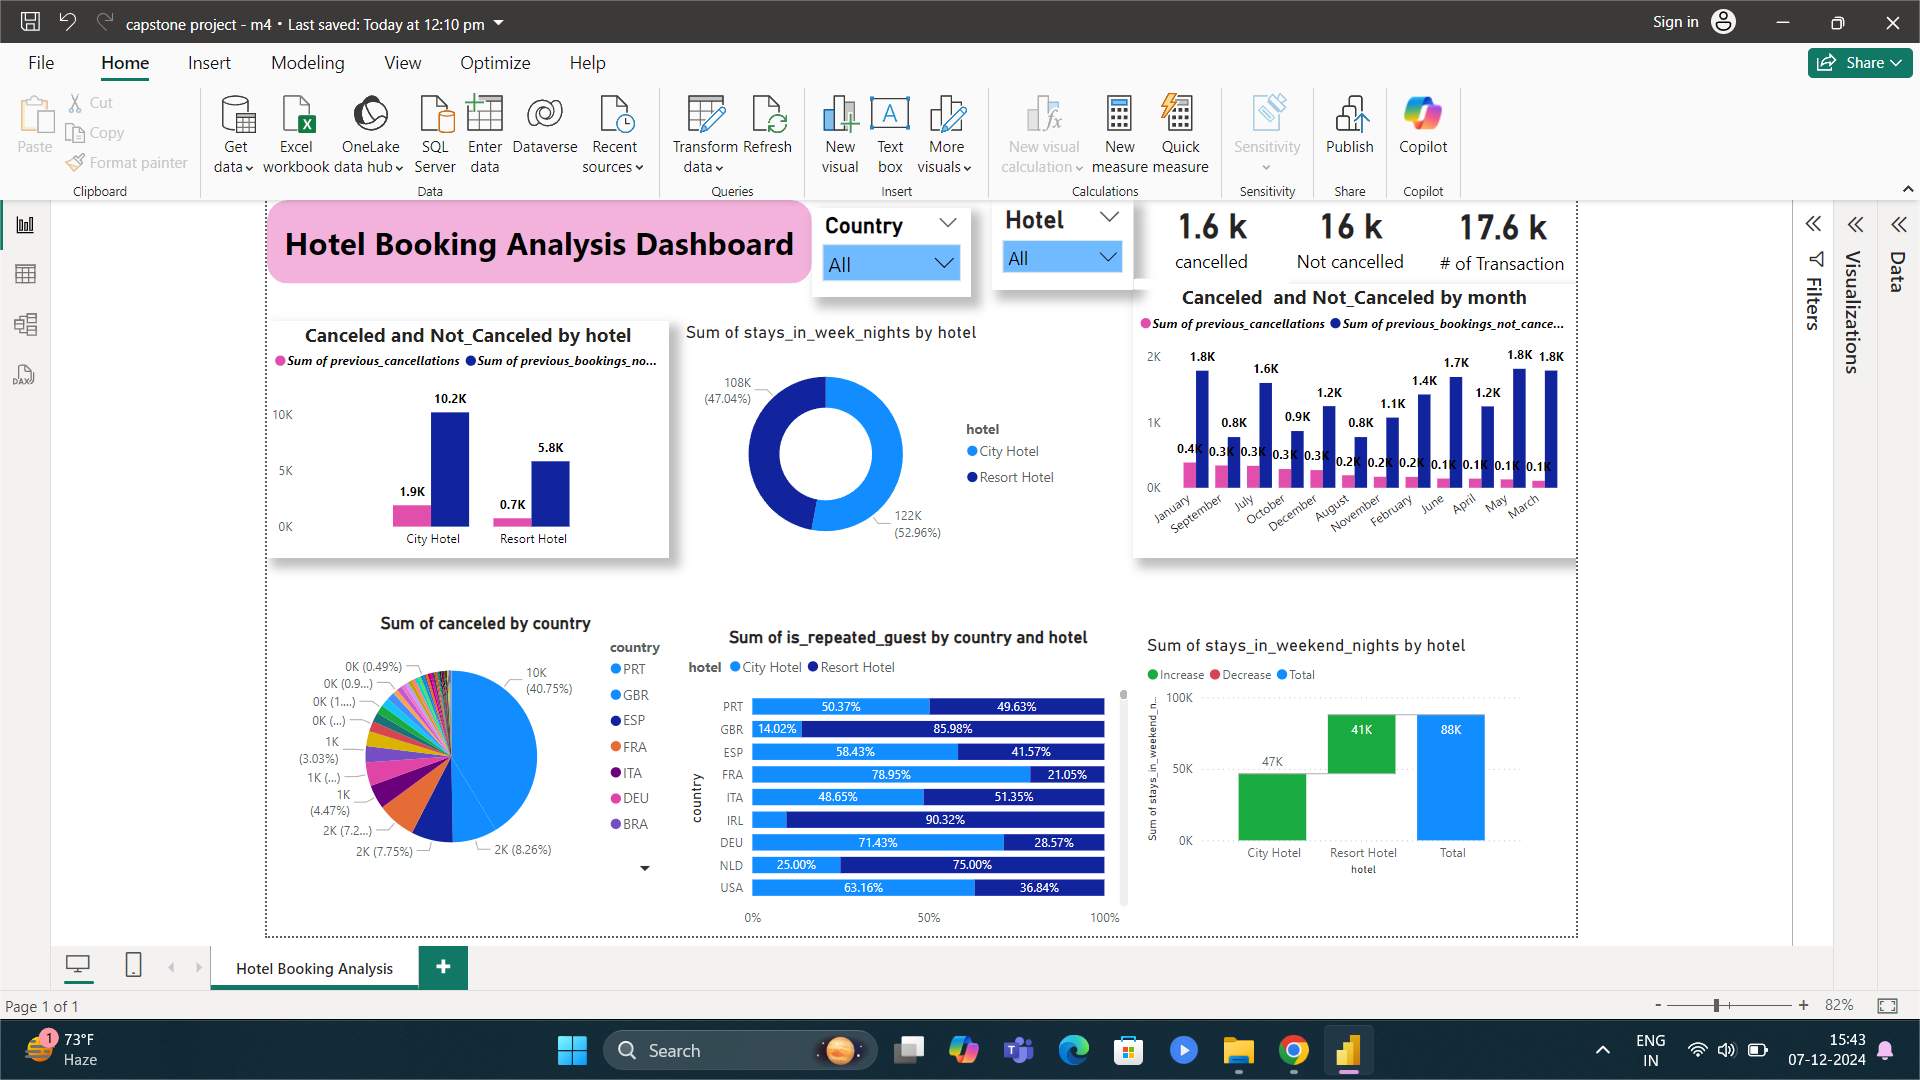 capstone project - m4 • Last saved: Today at 12:10 pm
Sign in
File
Home
Insert
Modeling
View
Optimize
Help
Share
Paste
Cut
Copy
Format painter
Clipboard
Get data
Excel workbook
OneLake data hub
SQL Server
Enter data
Dataverse
Recent sources
Data
Transform data
Refresh
Queries
New visual
Text box
More visuals
Insert
New visual calculation
New measure
Quick measure
Calculations
Sensitivity
Sensitivity
Publish
Share
Copilot
Copilot
Hotel Booking Analysis Dashboard
Country
All
Hotel
All
1.6 k
cancelled
16 k
Not cancelled
17.6 k
# of Transaction
Filters
Visualizations
Data
Canceled and Not_Canceled by hotel
Sum of previous_cancellations
Sum of previous_bookings_no...
10K
5K
0K
1.9K
10.2K
0.7K
5.8K
City Hotel
Resort Hotel
Sum of stays_in_week_nights by hotel
108K
(47.04%)
122K
(52.96%)
hotel
City Hotel
Resort Hotel
Canceled and Not_Canceled by month
Sum of previous_cancellations
Sum of previous_bookings_not_cance...
2K
1K
0K
0.4K
1.8K
0.3K
0.8K
0.3K
1.6K
0.3K
0.9K
0.3K
1.2K
0.2K
0.8K
0.2K
1.1K
0.2K
1.4K
0.1K
1.7K
0.1K
1.2K
0.1K
1.8K
0.1K
1.8K
January
September
July
October
December
August
November
February
June
April
May
March
Sum of canceled by country
0K (0.49%)
0K (0.9...)
0K (1....)
0K (...)
1K
(3.03%)
1K (...)
1K
(4.47%)
2K (7.2...)
2K (7.75%)
2K (8.26%)
10K
(40.75%)
country
PRT
GBR
ESP
FRA
ITA
DEU
BRA
Sum of is_repeated_guest by country and hotel
hotel
City Hotel
Resort Hotel
country
PRT 50.37% 49.63%
GBR 14.02% 85.98%
ESP 58.43% 41.57%
FRA 78.95% 21.05%
ITA 48.65% 51.35%
IRL 90.32%
DEU 71.43% 28.57%
NLD 25.00% 75.00%
USA 63.16% 36.84%
0% 50% 100%
Sum of stays_in_weekend_nights by hotel
Increase
Decrease
Total
Sum of stays_in_weekend_n...
100K
50K
0K
47K
41K
88K
City Hotel
Resort Hotel
Total
hotel
Hotel Booking Analysis
Page 1 of 1
- + 82%
1
73°F
Haze
Search
ENG
IN
15:43
07-12-2024